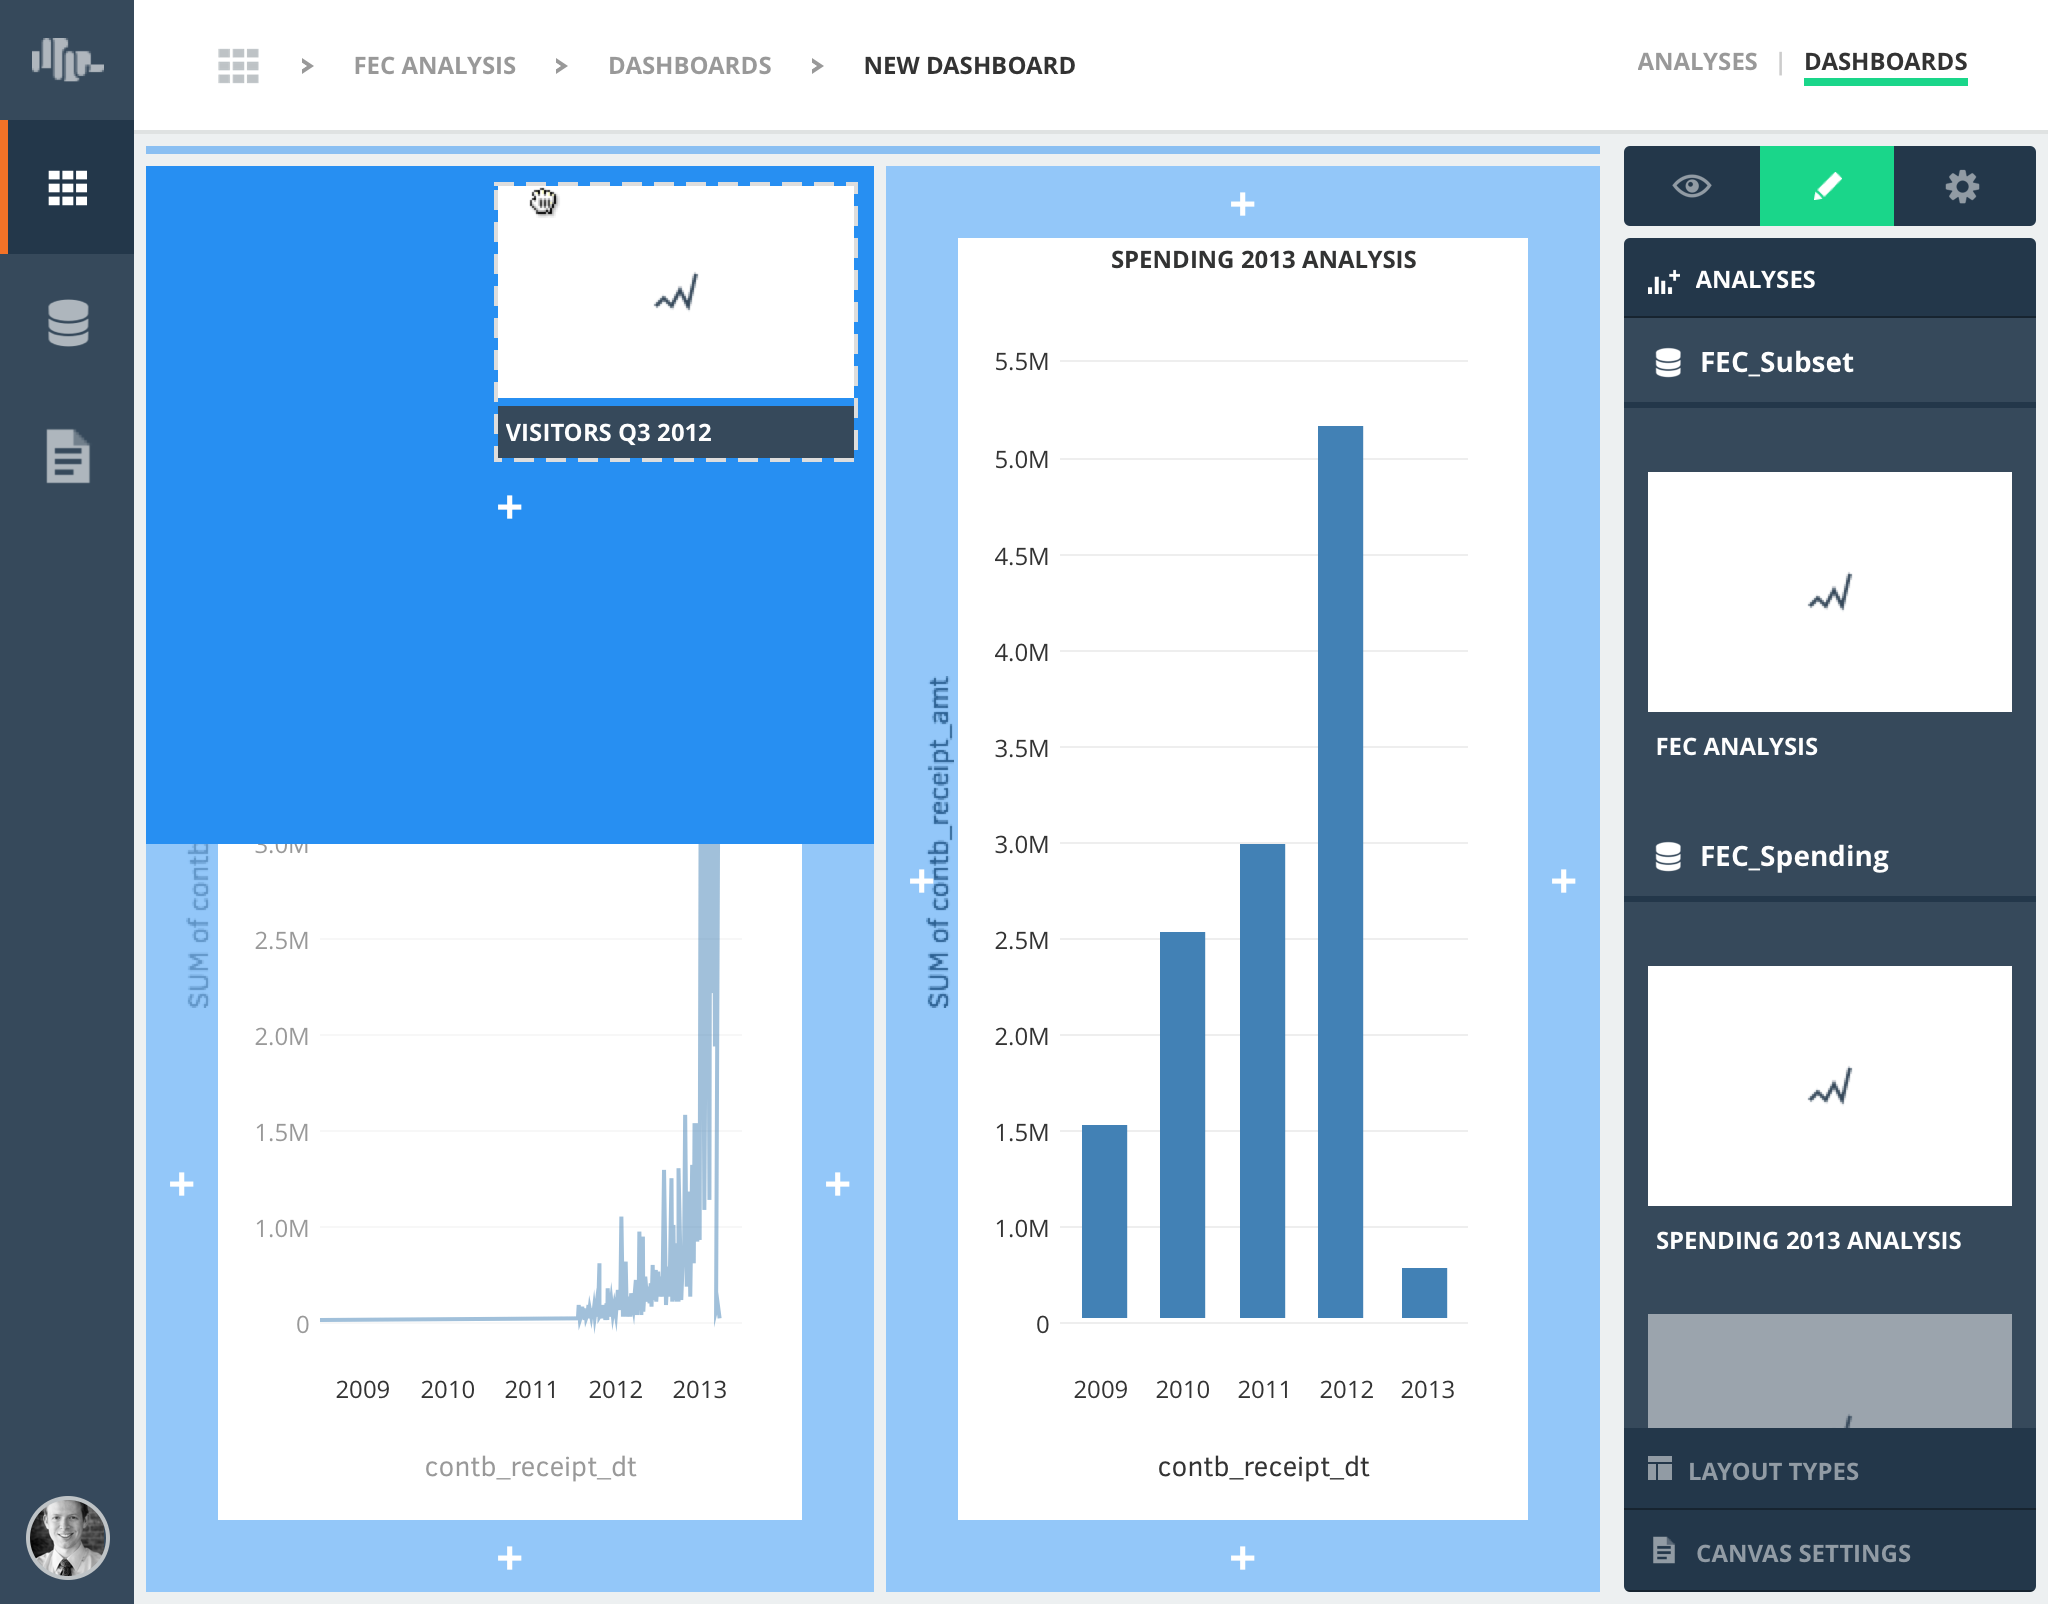 > FEC ANALYSIS > DASHBOARDS > NEW DASHBOARD
ANALYSES | DASHBOARDS
VISITORS Q3 2012
SUM of contb
3.0M
2.5M
2.0M
1.5M
1.0M
0
2009 2010 2011 2012 2013
contb_receipt_dt
SPENDING 2013 ANALYSIS
SUM of contb_receipt_amt
5.5M
5.0M
4.5M
4.0M
3.5M
3.0M
2.5M
2.0M
1.5M
1.0M
0
2009 2010 2011 2012 2013
contb_receipt_dt
ANALYSES
FEC_Subset
FEC ANALYSIS
FEC_Spending
SPENDING 2013 ANALYSIS
LAYOUT TYPES
CANVAS SETTINGS